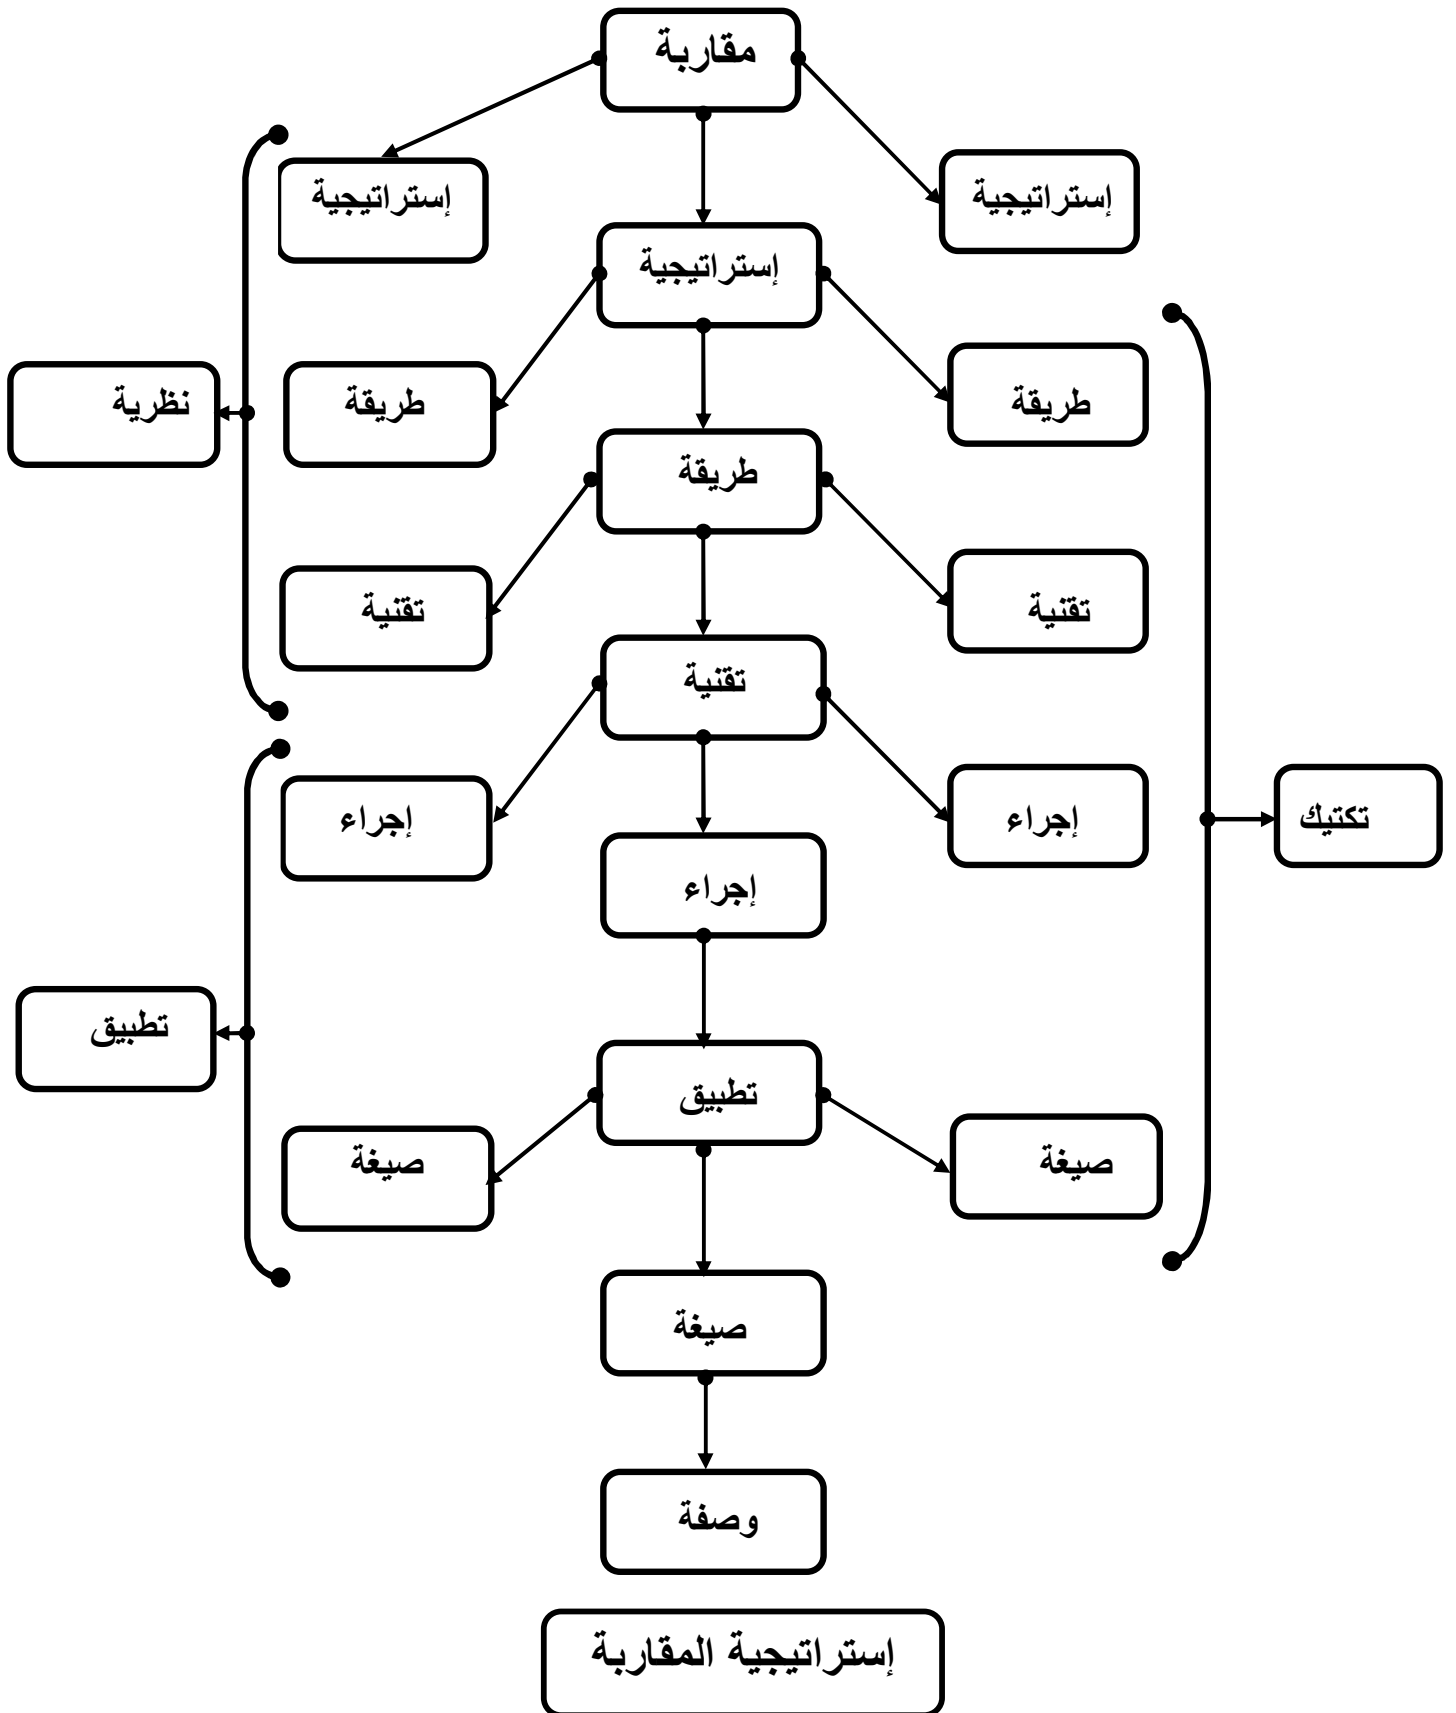 مقاربة
إستراتيجية
إستراتيجية
إستراتيجية
طريقة
طريقة
نظرية
طريقة
تقنية
تقنية
تقنية
إجراء
إجراء
تكتيك
إجراء
تطبيق
تطبيق
صيغة
صيغة
صيغة
وصفة
إستراتيجية المقاربة